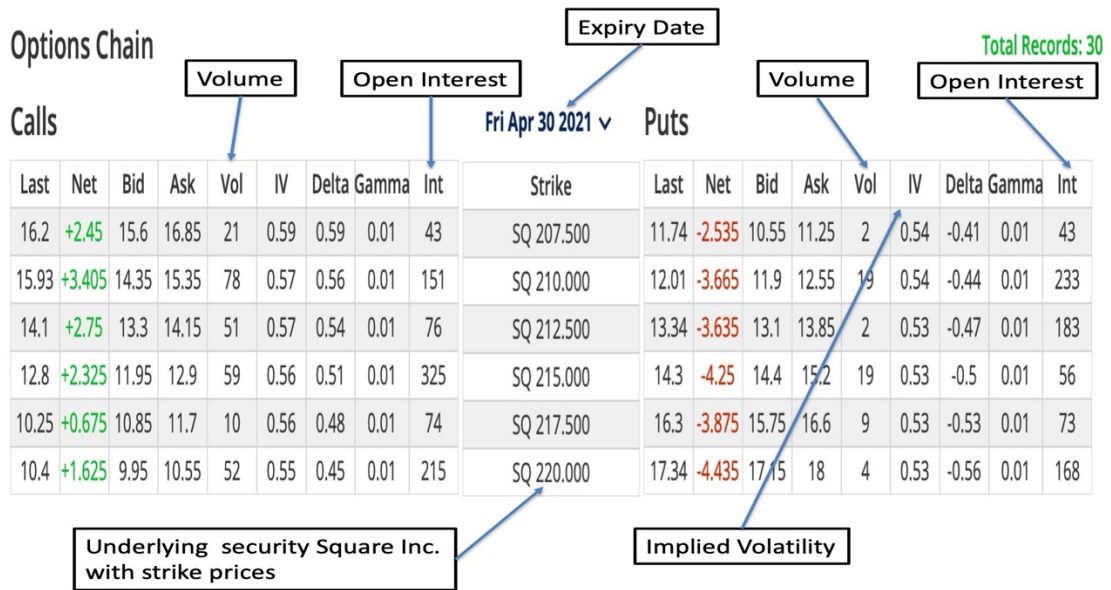 Expiry Date
Options Chain
Total Records: 30
Volume
Open Interest
Volume
Open Interest
Calls
Fri Apr 30 2021
Puts
Last Net Bid Ask Vol IV Delta Gamma Int Strike Last Net Bid Ask Vol IV Delta Gamma Int
16.2 +2.45 15.6 16.85 21 0.59 0.59 0.01 43 SQ 207.500 11.74 -2.535 10.55 11.25 2 0.54 -0.41 0.01 43
15.93 +3.405 14.35 15.35 78 0.57 0.56 0.01 151 SQ 210.000 12.01 -3.665 11.9 12.55 19 0.54 -0.44 0.01 233
14.1 +2.75 13.3 14.15 51 0.57 0.54 0.01 76 SQ 212.500 13.34 -3.635 13.1 13.85 2 0.53 -0.47 0.01 183
12.8 +2.325 11.95 12.9 59 0.56 0.51 0.01 325 SQ 215.000 14.3 -4.25 14.4 15.2 19 0.53 -0.5 0.01 56
10.25 +0.675 10.85 11.7 10 0.56 0.48 0.01 74 SQ 217.500 16.3 -3.875 15.75 16.6 9 0.53 -0.53 0.01 73
10.4 +1.625 9.95 10.55 52 0.55 0.45 0.01 215 SQ 220.000 17.34 -4.435 17.15 18 4 0.53 -0.56 0.01 168
Underlying security Square Inc.
with strike prices
Implied Volatility